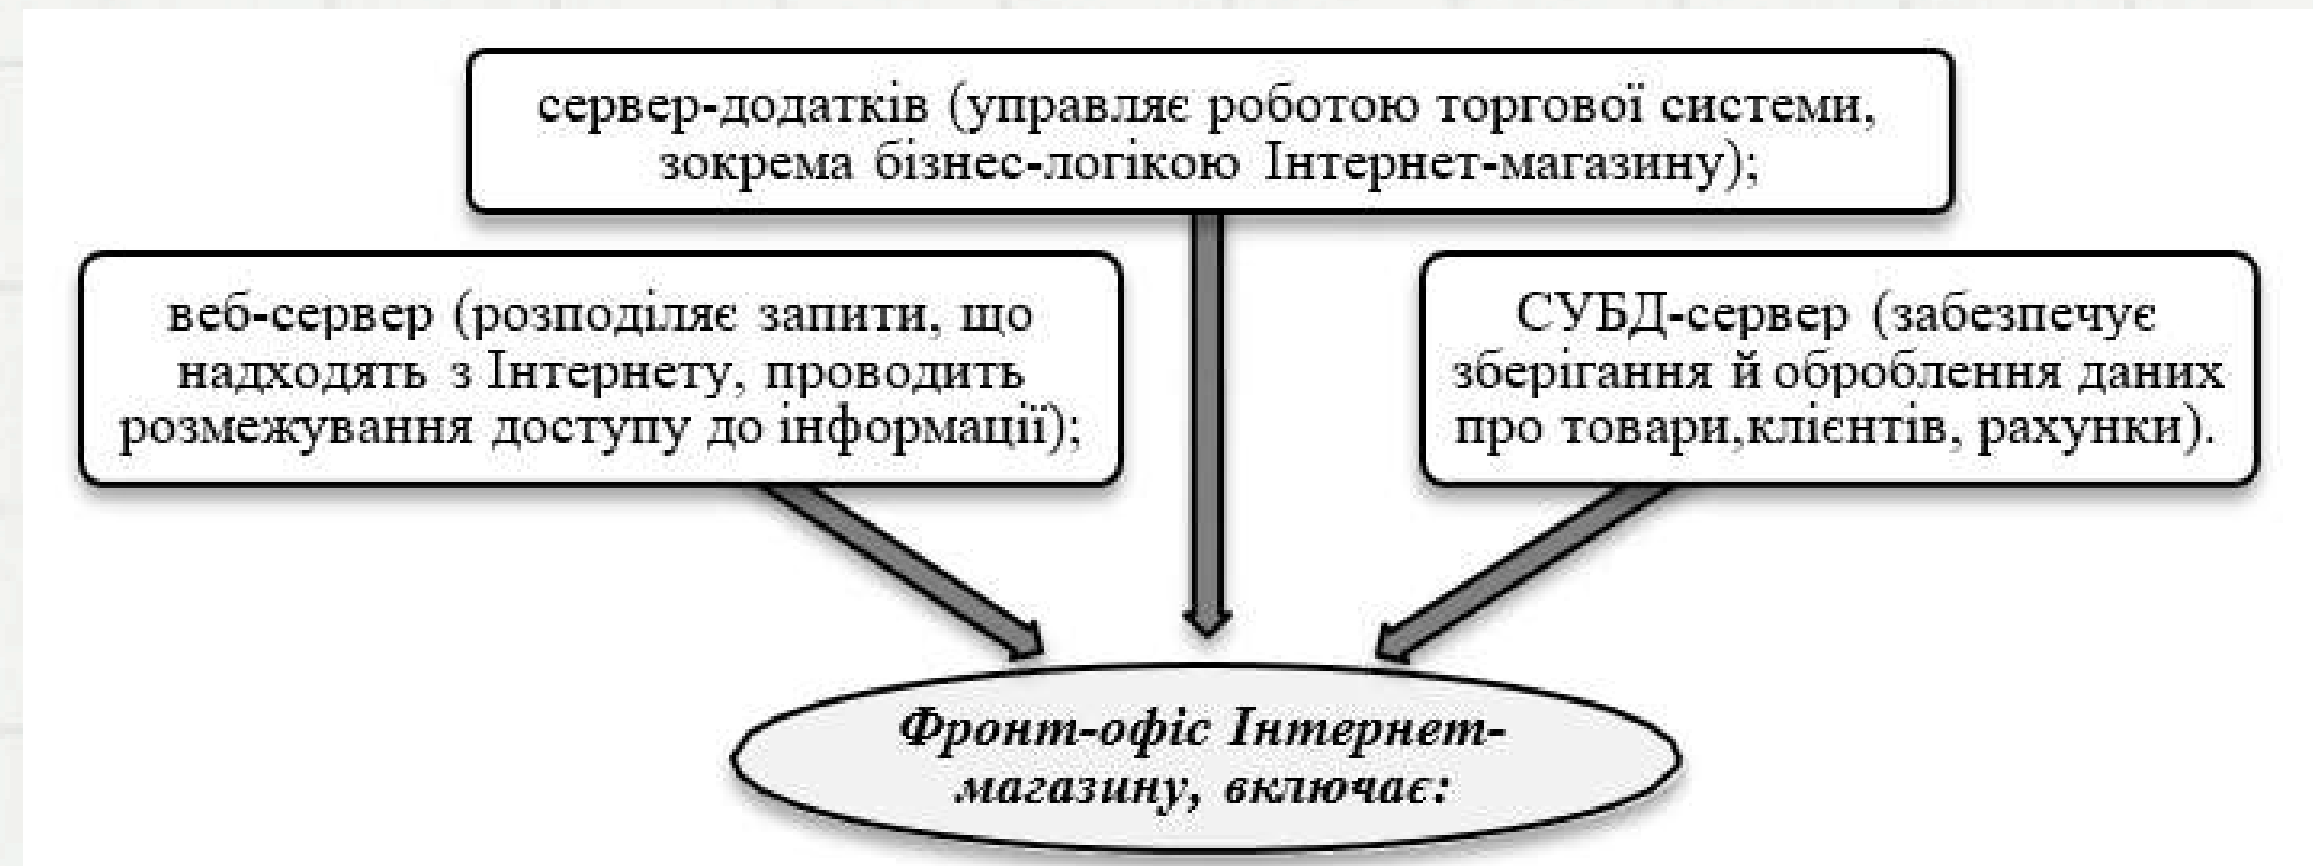 сервер-додатків (управляє роботою торгової системи,
зокрема бізнес-логікою Інтернет-магазину);
веб-сервер (розподіляє запити, що
надходять з Інтернету, проводить
розмежування доступу до інформації);
СУБД-сервер (забезпечує
зберігання й оброблення даних
про товари,клієнтів, рахунки).
Фронт-офіс Інтернет-
магазину, включає: